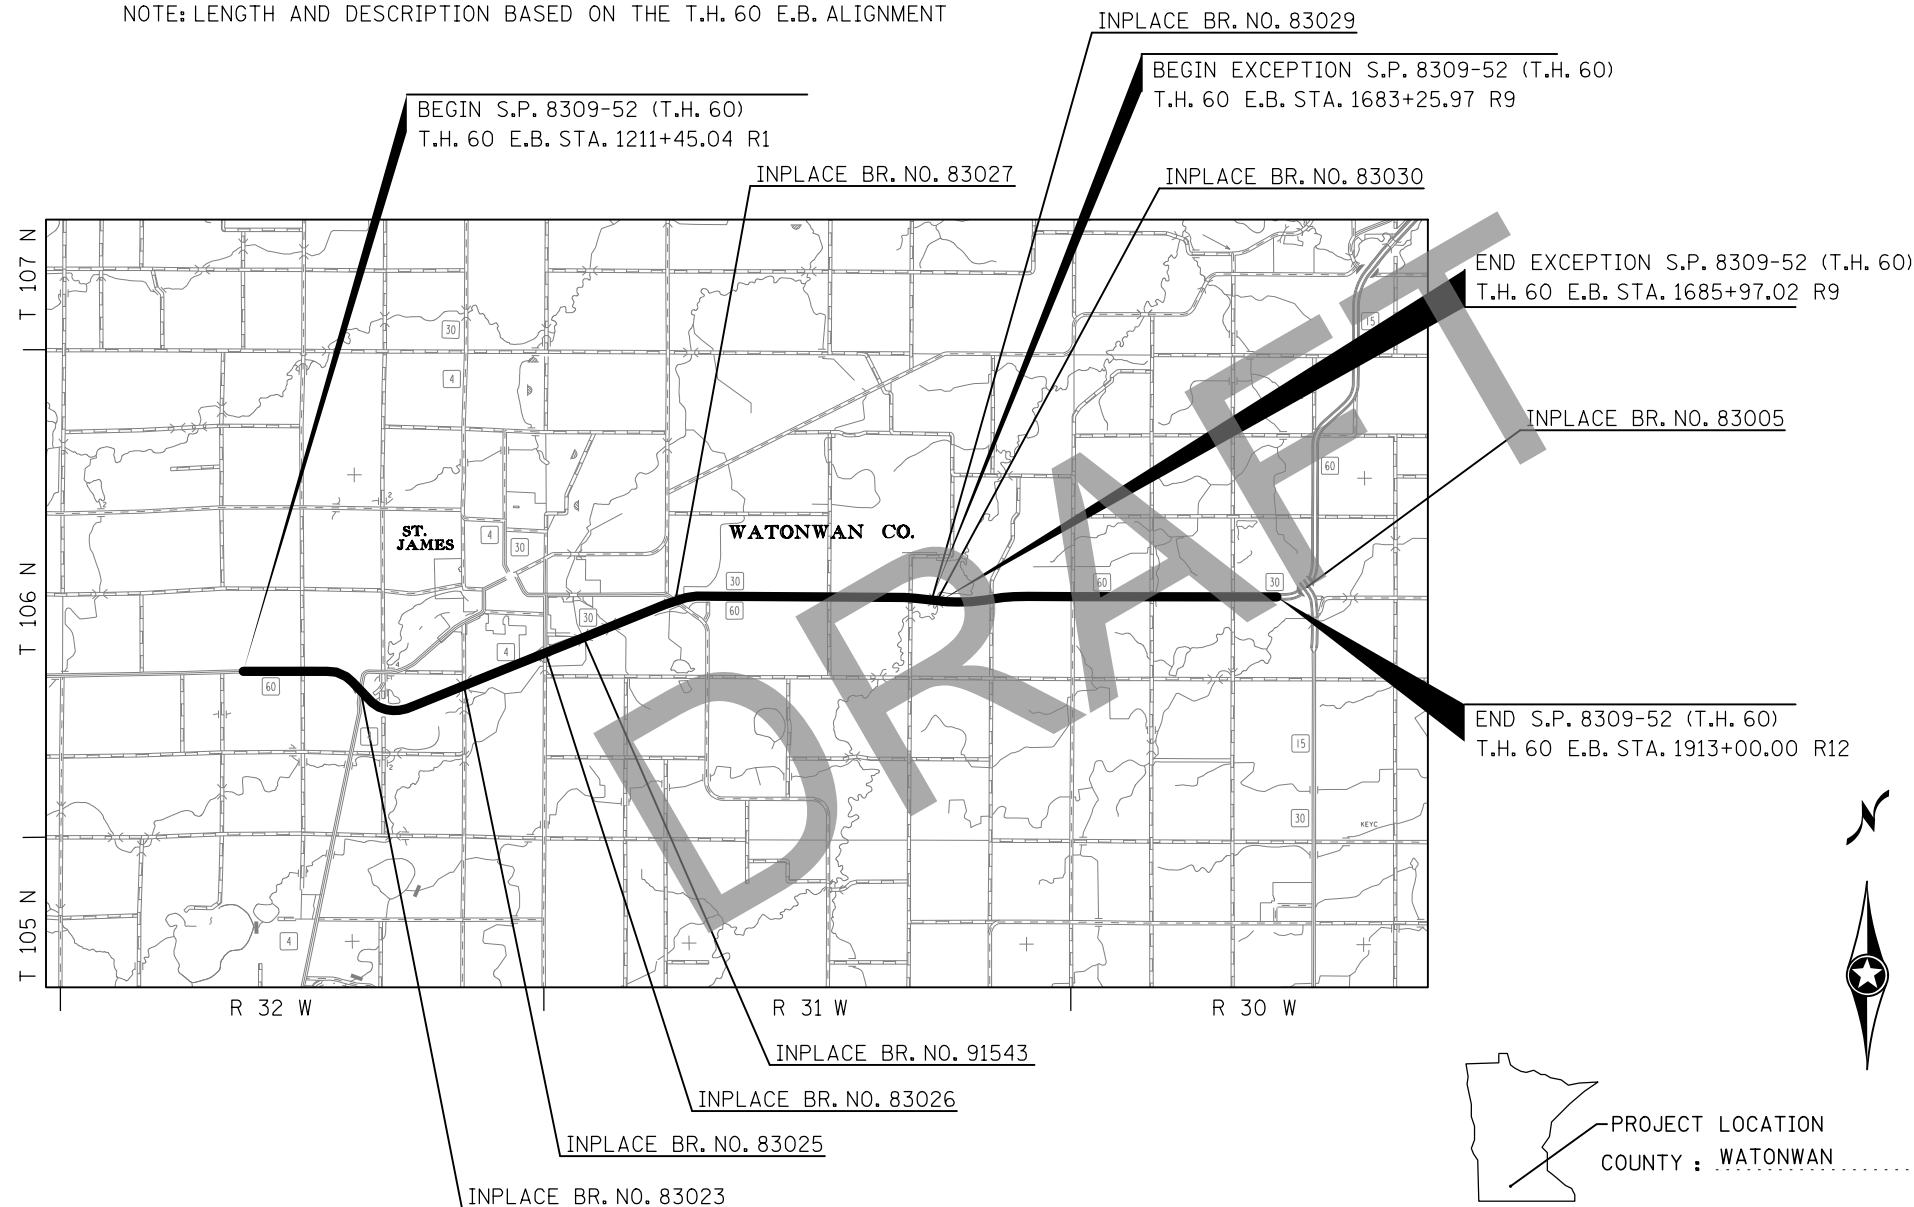 NOTE: LENGTH AND DESCRIPTION BASED ON THE T.H. 60 E.B. ALIGNMENT
INPLACE BR. NO. 83029
BEGIN EXCEPTION S.P. 8309-52 (T.H. 60)
T.H. 60 E.B. STA. 1683+25.97 R9
BEGIN S.P. 8309-52 (T.H. 60)
T.H. 60 E.B. STA. 1211+45.04 R1
INPLACE BR. NO. 83027
INPLACE BR. NO. 83030
T 107 N
END EXCEPTION S.P. 8309-52 (T.H. 60)
T.H. 60 E.B. STA. 1685+97.02 R9
15
30
4
INPLACE BR. NO. 83005
60
2
ST.
JAMES
4
30
WATONWAN CO.
DRAFT
T 106 N
30
60
30
60
30
4
4
60
END S.P. 8309-52 (T.H. 60)
T.H. 60 E.B. STA. 1913+00.00 R12
15
2
30
KEYC
T 105 N
4
R 32 W
R 31 W
R 30 W
INPLACE BR. NO. 91543
INPLACE BR. NO. 83026
INPLACE BR. NO. 83025
INPLACE BR. NO. 83023
N
PROJECT LOCATION
COUNTY : WATONWAN